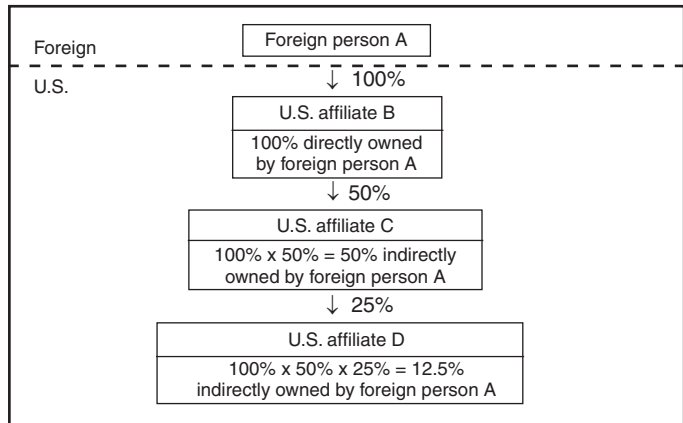 Foreign person A
Foreign
↓ 100%
U.S.
U.S. affiliate B
100% directly owned
by foreign person A
↓ 50%
U.S. affiliate C
100% x 50% = 50% indirectly
owned by foreign person A
↓ 25%
U.S. affiliate D
100% x 50% x 25% = 12.5%
indirectly owned by foreign person A